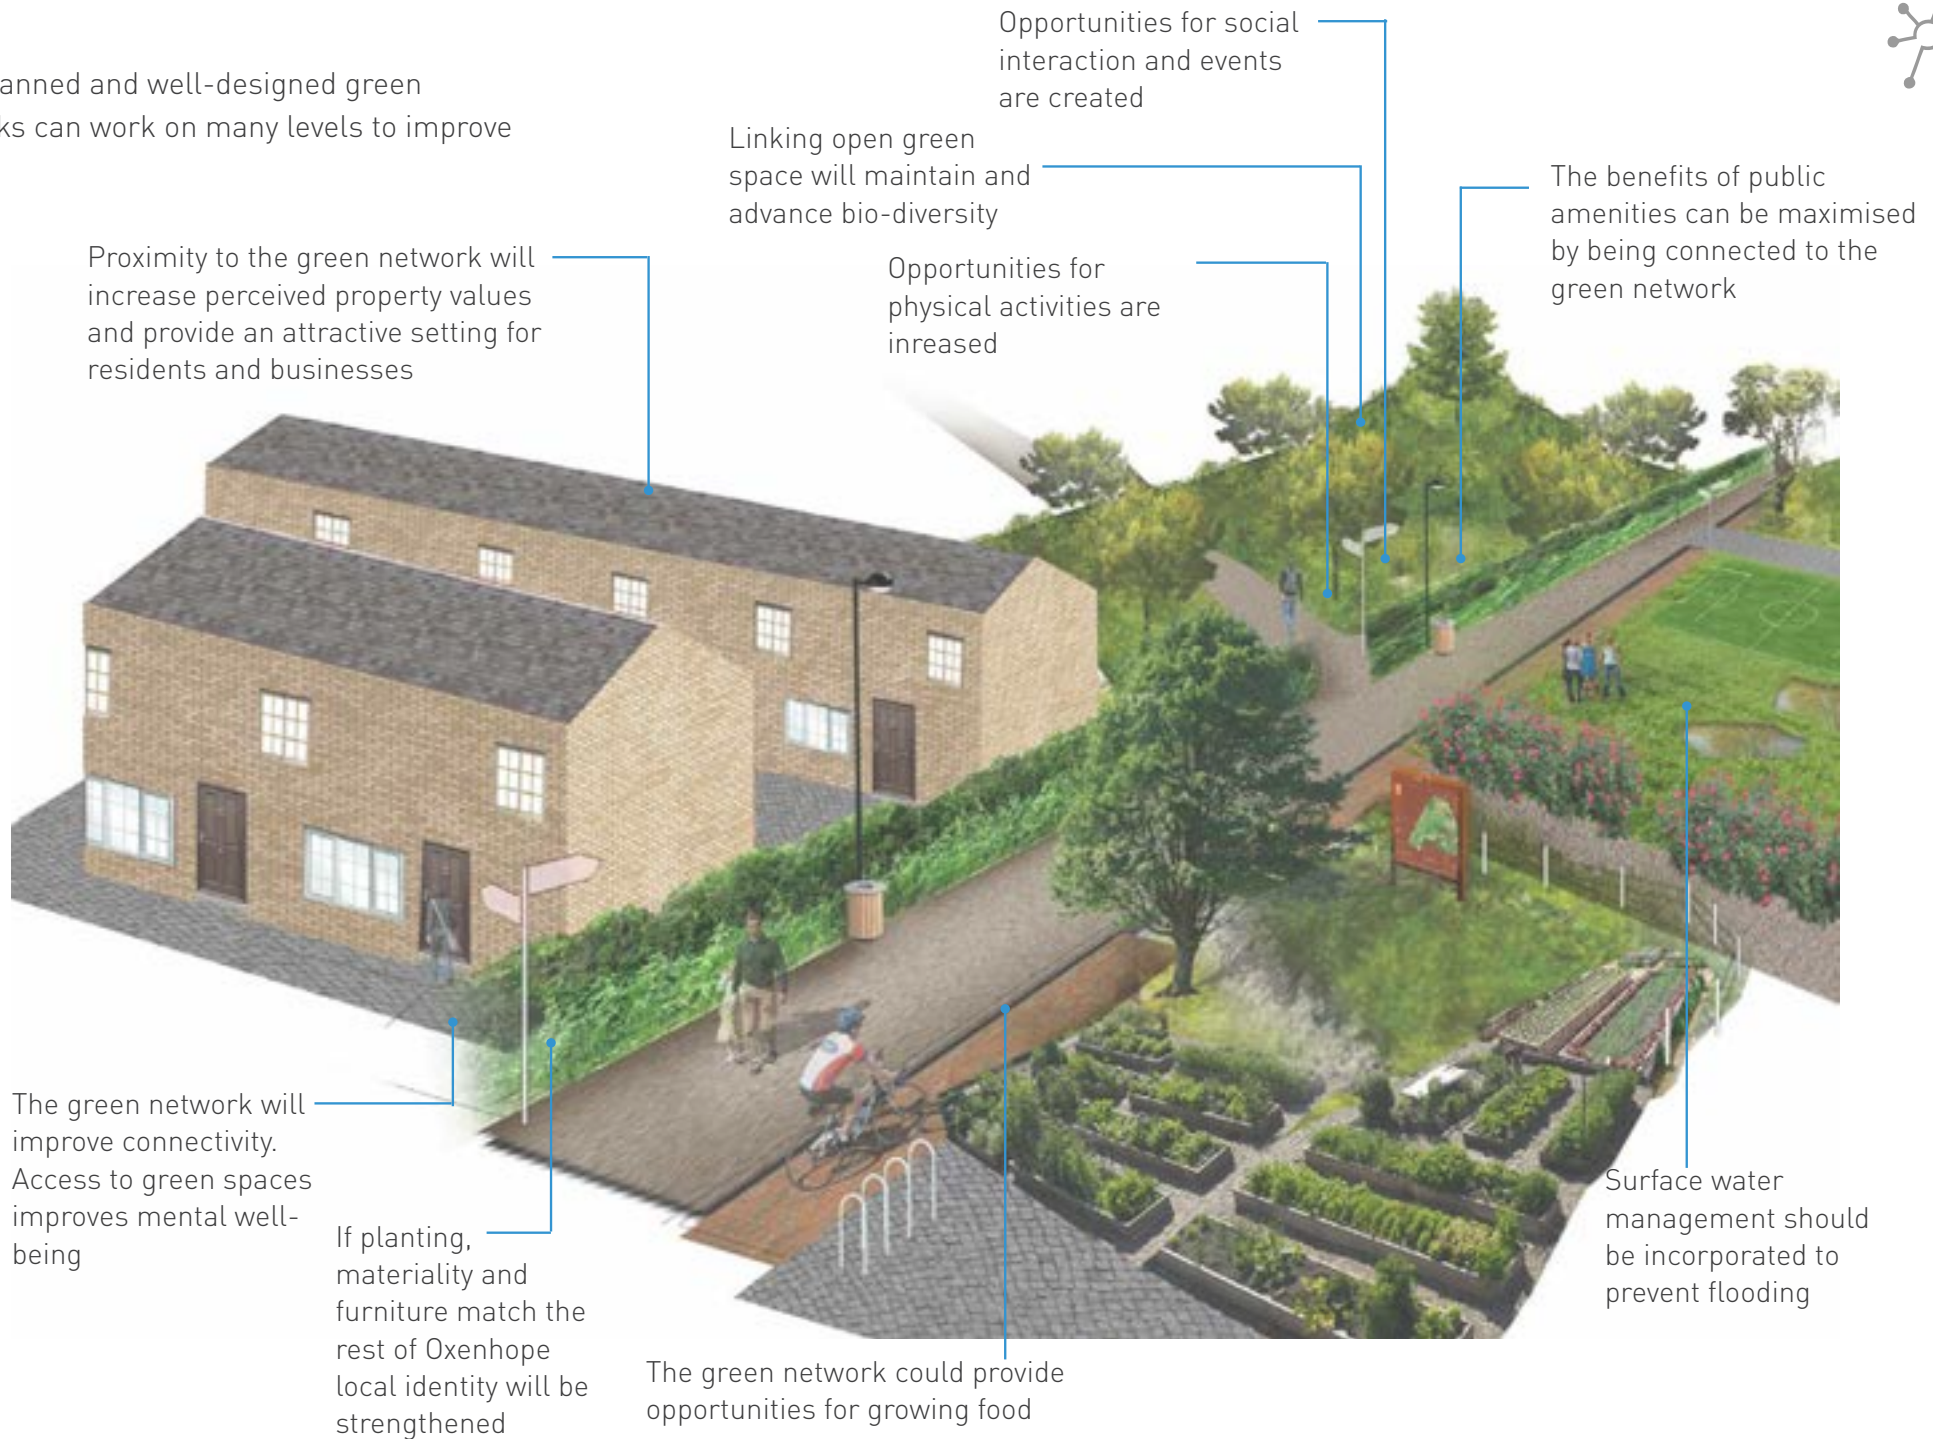 anned and well-designed green
ks can work on many levels to improve
Opportunities for social
interaction and events
are created
Linking open green
space will maintain and
advance bio-diversity
The benefits of public
amenities can be maximised
by being connected to the
green network
Proximity to the green network will
increase perceived property values
and provide an attractive setting for
residents and businesses
Opportunities for
physical activities are
inreased
The green network will
improve connectivity.
Access to green spaces
improves mental well-
being
If planting,
materiality and
furniture match the
rest of Oxenhope
local identity will be
strengthened
The green network could provide
opportunities for growing food
Surface water
management should
be incorporated to
prevent flooding